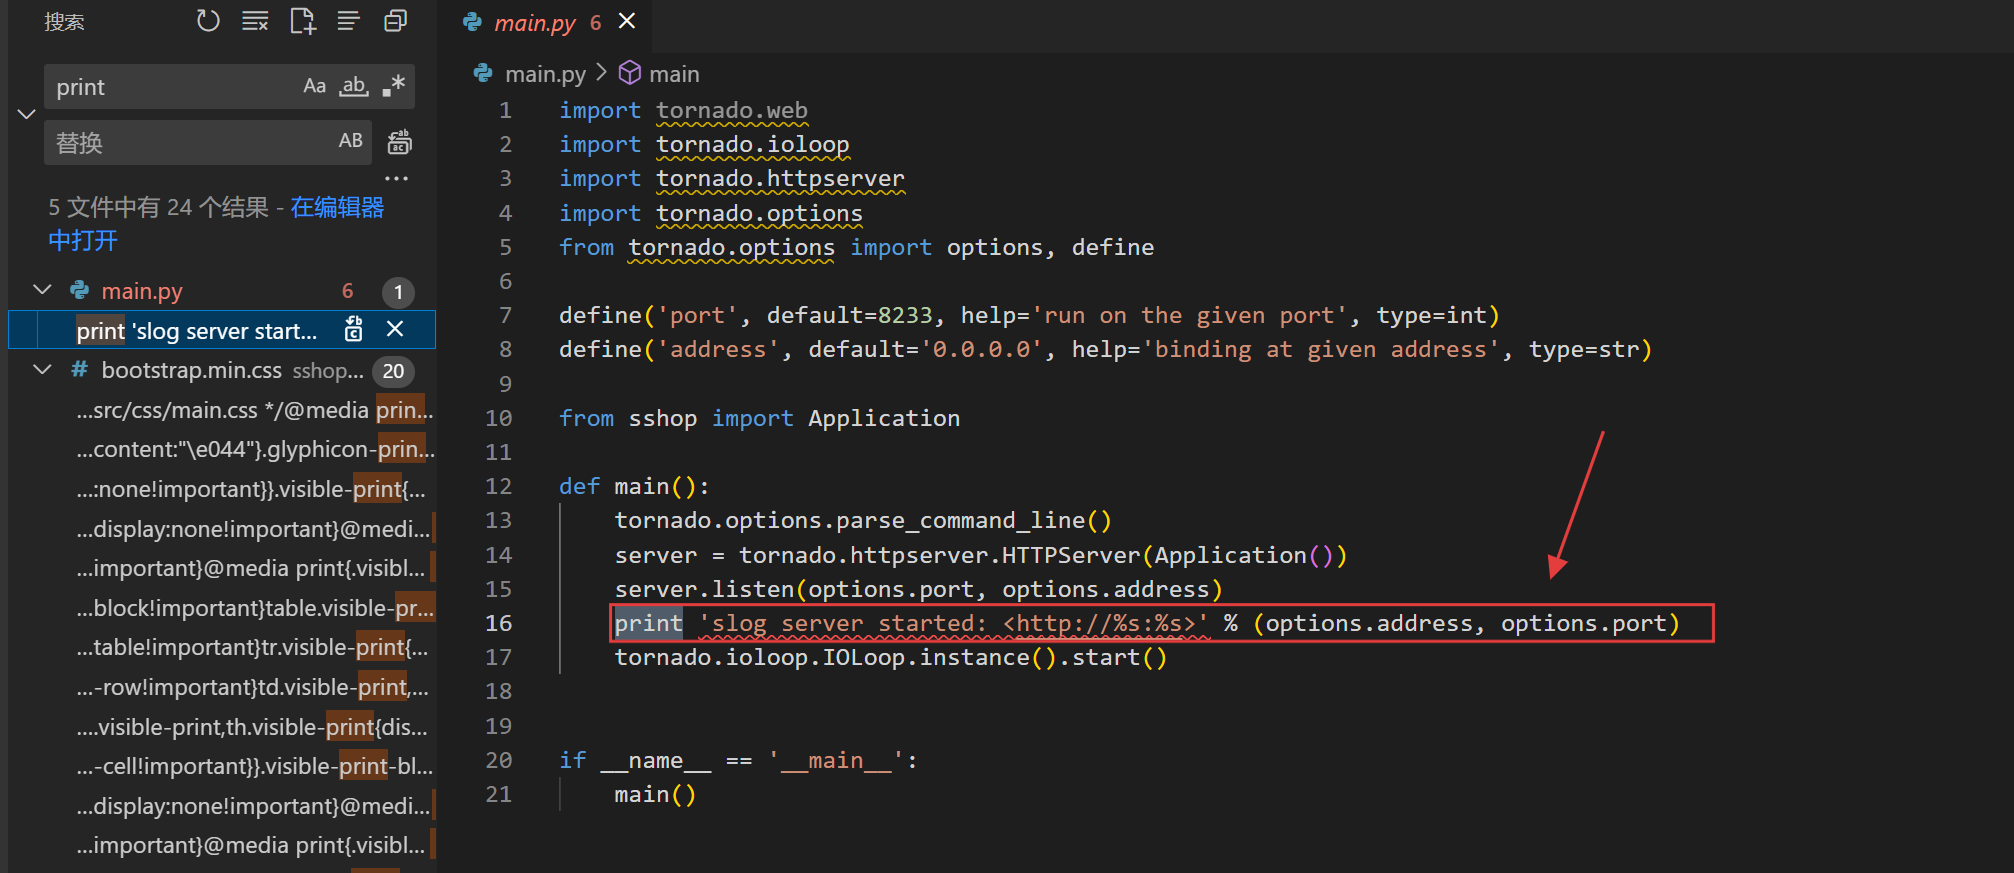 搜索
print
Aa
ab
.*
替换
AB
5 文件中有 24 个结果 - 在编辑器
中打开
main.py 6 1
print 'slog server start...
# bootstrap.min.css sshop... 20
...src/css/main.css */@media prin...
...content:"\e044"}.glyphicon-prin...
...:none!important}}.visible-print{...
...display:none!important}@medi...
...important}@media print{.visibl...
...block!important}table.visible-pr...
...table!important}tr.visible-print{...
...-row!important}td.visible-print,...
....visible-print,th.visible-print{dis...
...-cell!important}}.visible-print-bl...
...display:none!important}@medi...
...important}@media print{.visibl...
main.py 6
main.py > main
1 import tornado.web
2 import tornado.ioloop
3 import tornado.httpserver
4 import tornado.options
5 from tornado.options import options, define
6
7 define('port', default=8233, help='run on the given port', type=int)
8 define('address', default='0.0.0.0', help='binding at given address', type=str)
9
10 from sshop import Application
11
12 def main():
13     tornado.options.parse_command_line()
14     server = tornado.httpserver.HTTPServer(Application())
15     server.listen(options.port, options.address)
16     print 'slog server started: <http://%s:%s>' % (options.address, options.port)
17     tornado.ioloop.IOLoop.instance().start()
18
19
20 if __name__ == '__main__':
21     main()